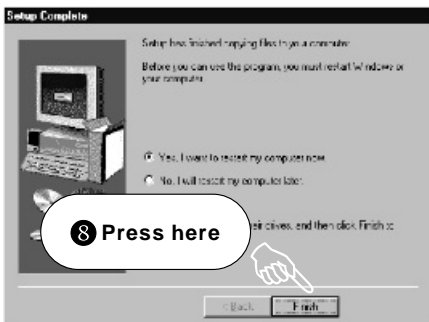 Setup Complete
Setup has finished copying files to your computer.
Before you can use the program, you must restart Windows or
your computer.
Yes, I want to restart my computer now.
No, I will restart my computer later.
drives, and then click Finish to
8 Press here
< Back
Finish